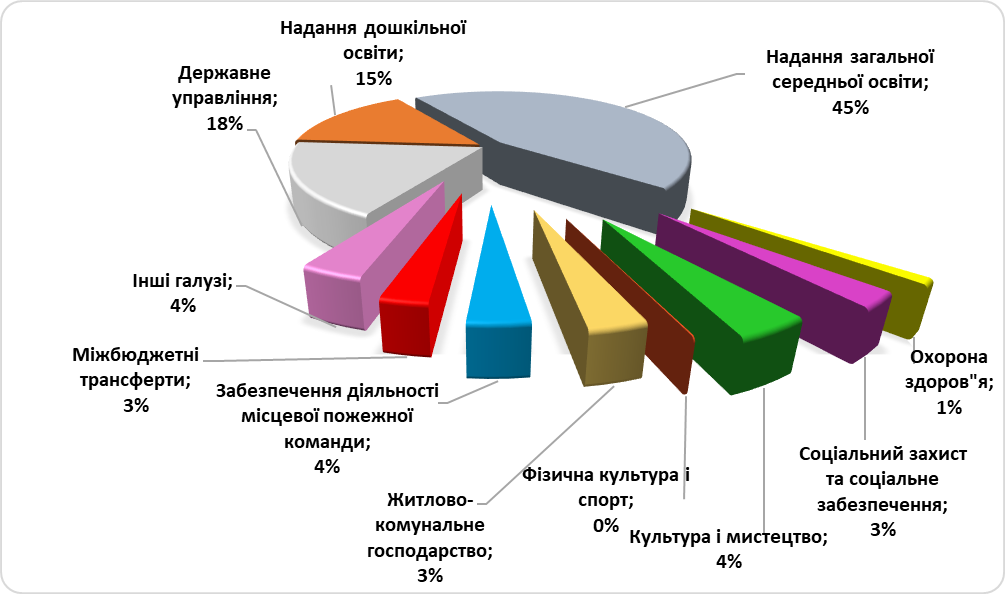 Надання дошкільної
освіти;
15%
Надання загальної
середньої освіти;
45%
Державне
управління;
18%
Інші галузі;
4%
Міжбюджетні
трансферти;
3%
Забезпечення діяльності
місцевої пожежної
команди;
4%
Житлово-
комунальне
господарство;
3%
Фізична культура і
спорт;
0%
Культура і мистецтво;
4%
Соціальний захист
та соціальне
забезпечення;
3%
Охорона
здоров"я;
1%